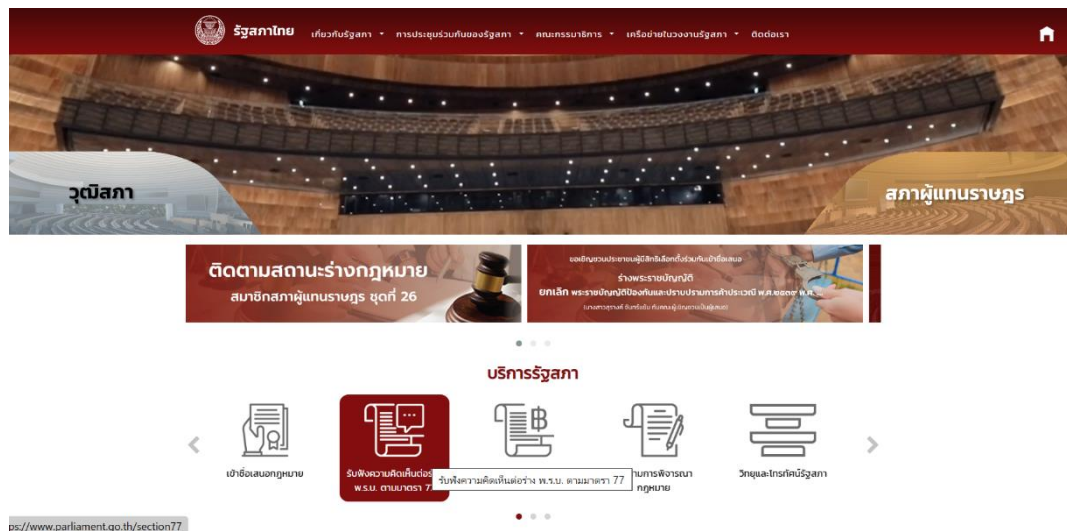 รัฐสภาไทย
เกี่ยวกับรัฐสภา
การประชุมร่วมกันของรัฐสภา
คณะกรรมาธิการ
เครือข่ายในวงงานรัฐสภา
ติดต่อเรา
วุฒิสภา
สภาผู้แทนราษฎร
ติดตามสถานะร่างกฎหมาย
สมาชิกสภาผู้แทนราษฎร ชุดที่ 26
ขอเชิญชวนประชาชนผู้มีสิทธิเลือกตั้งร่วมกันเข้าชื่อเสนอ
ร่างพระราชบัญญัติ
ยกเลิก พระราชบัญญัติป้องกันและปราบปรามการค้าประเวณี พ.ศ.๒๕๓๙ พ.ศ. ....
บริการรัฐสภา
เข้าชื่อเสนอกฎหมาย
รับฟังความคิดเห็นต่อร่าง
พ.ร.บ. ตามมาตรา 77
รับฟังความคิดเห็นต่อร่าง พ.ร.บ. ตามมาตรา 77
ามการพิจารณา
กฎหมาย
วิทยุและโทรทัศน์รัฐสภา
ps://www.parliament.go.th/section77